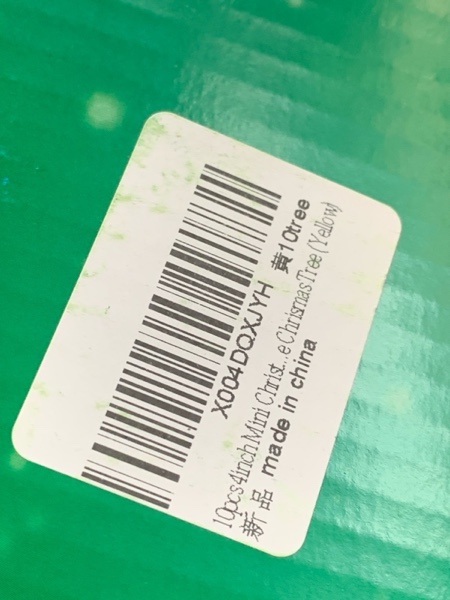 X004DQXJYH 黄10tree
10pcs 4inch Mini Christ...e Chrismas Tree (Yellow)
新品 made in china